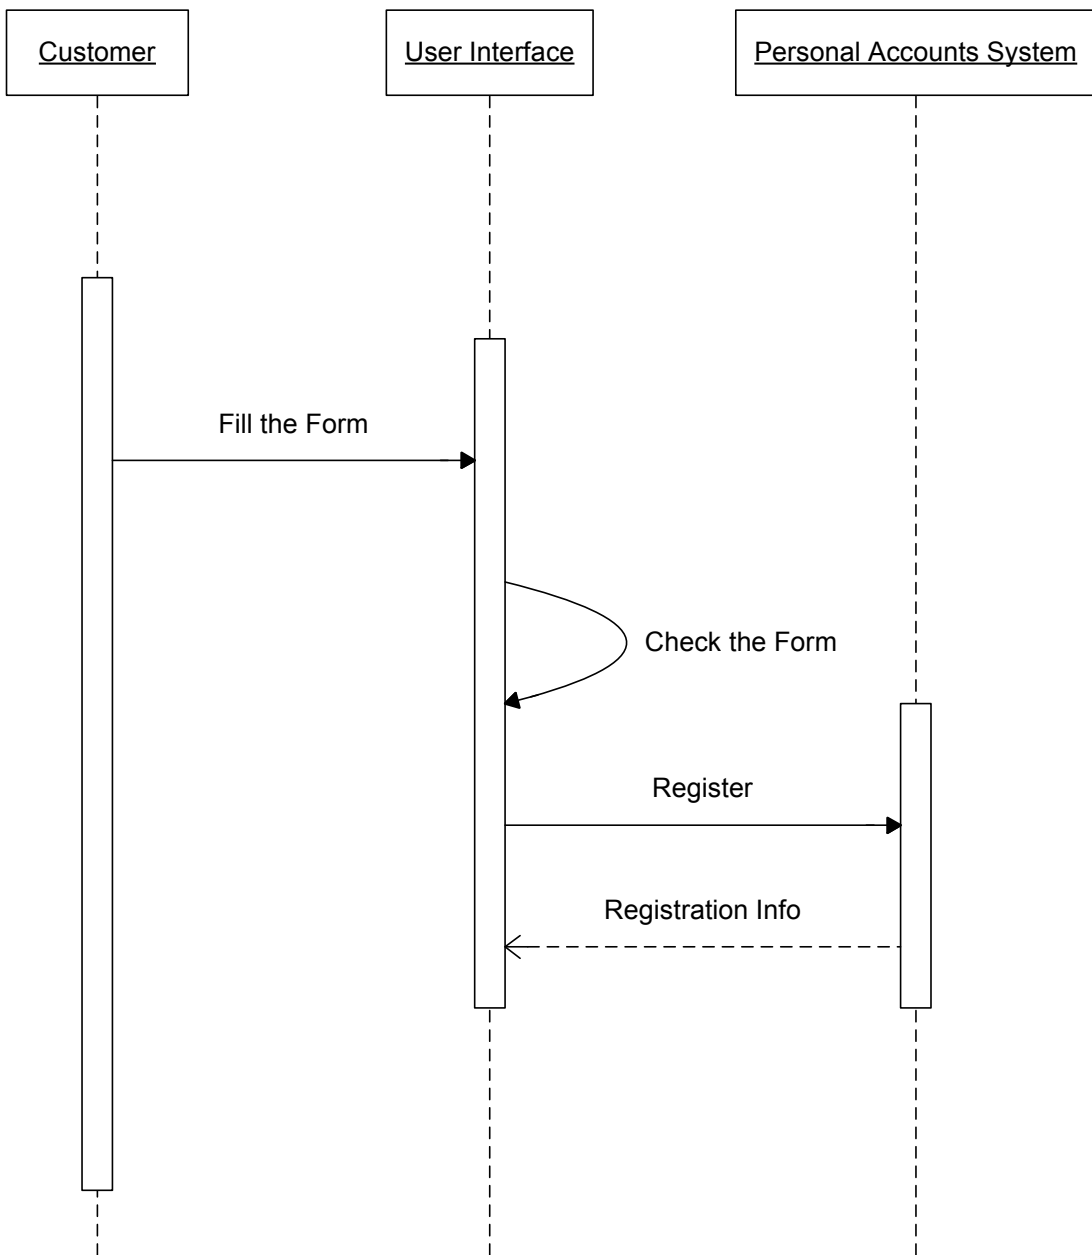 Customer
User Interface
Personal Accounts System
Fill the Form
Check the Form
Register
Registration Info